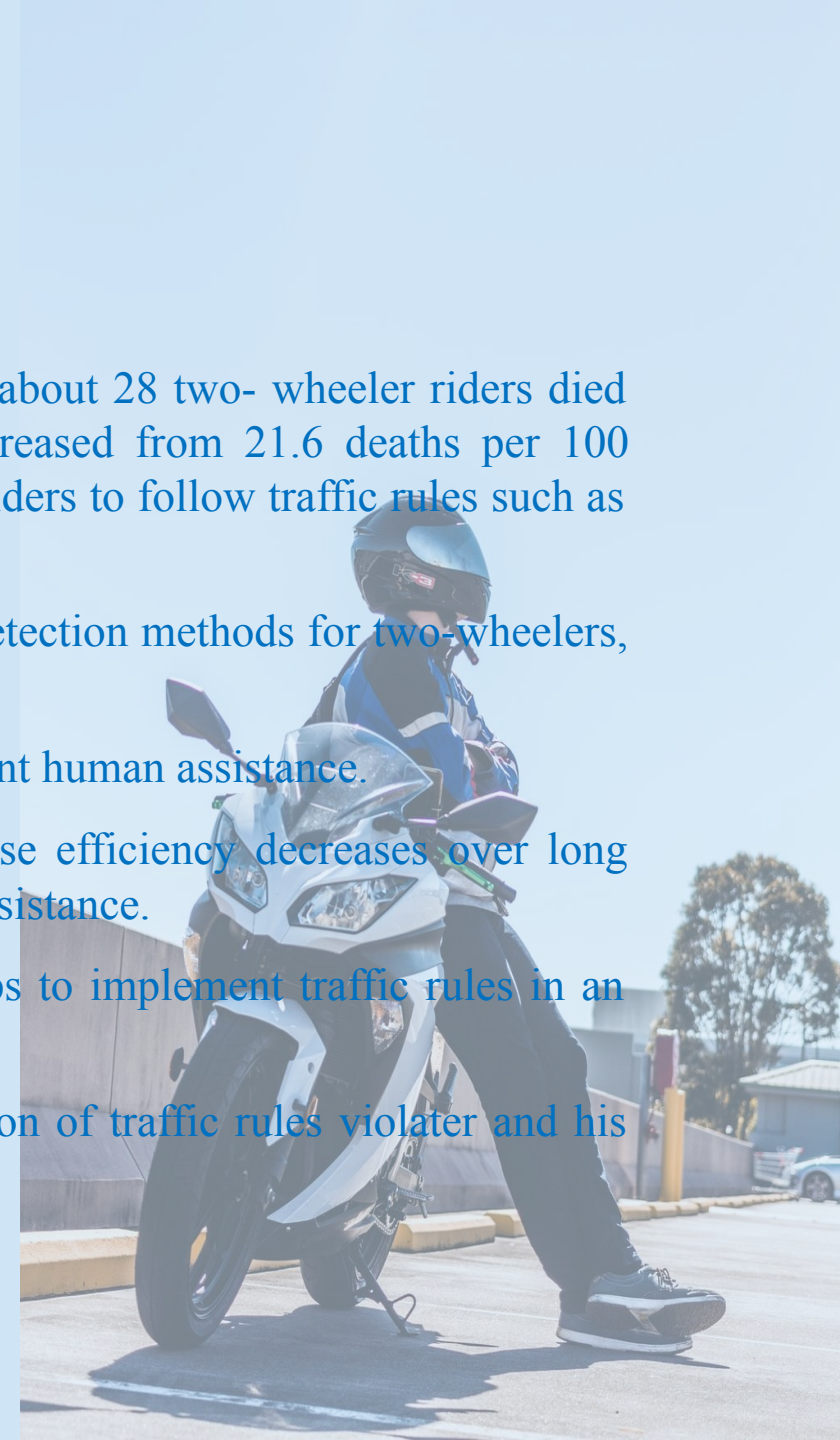 about 28 two- wheeler riders died
reased from 21.6 deaths per 100
ders to follow traffic rules such as
etection methods for two-wheelers,
nt human assistance.
se efficiency decreases over long
sistance.
os to implement traffic rules in an
on of traffic rules violater and his